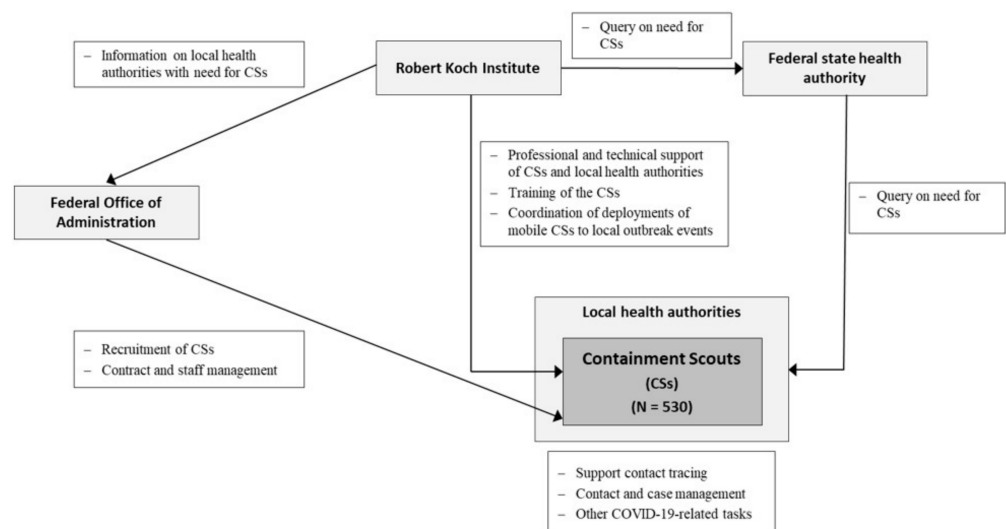 – Information on local health
authorities with need for CSs
Robert Koch Institute
– Query on need for
CSs
Federal state health
authority
– Professional and technical support
of CSs and local health authorities
– Training of the CSs
– Coordination of deployments of
mobile CSs to local outbreak events
– Query on need for
CSs
Federal Office of
Administration
– Recruitment of CSs
– Contract and staff management
Local health authorities
Containment Scouts
(CSs)
(N = 530)
– Support contact tracing
– Contact and case management
– Other COVID-19-related tasks